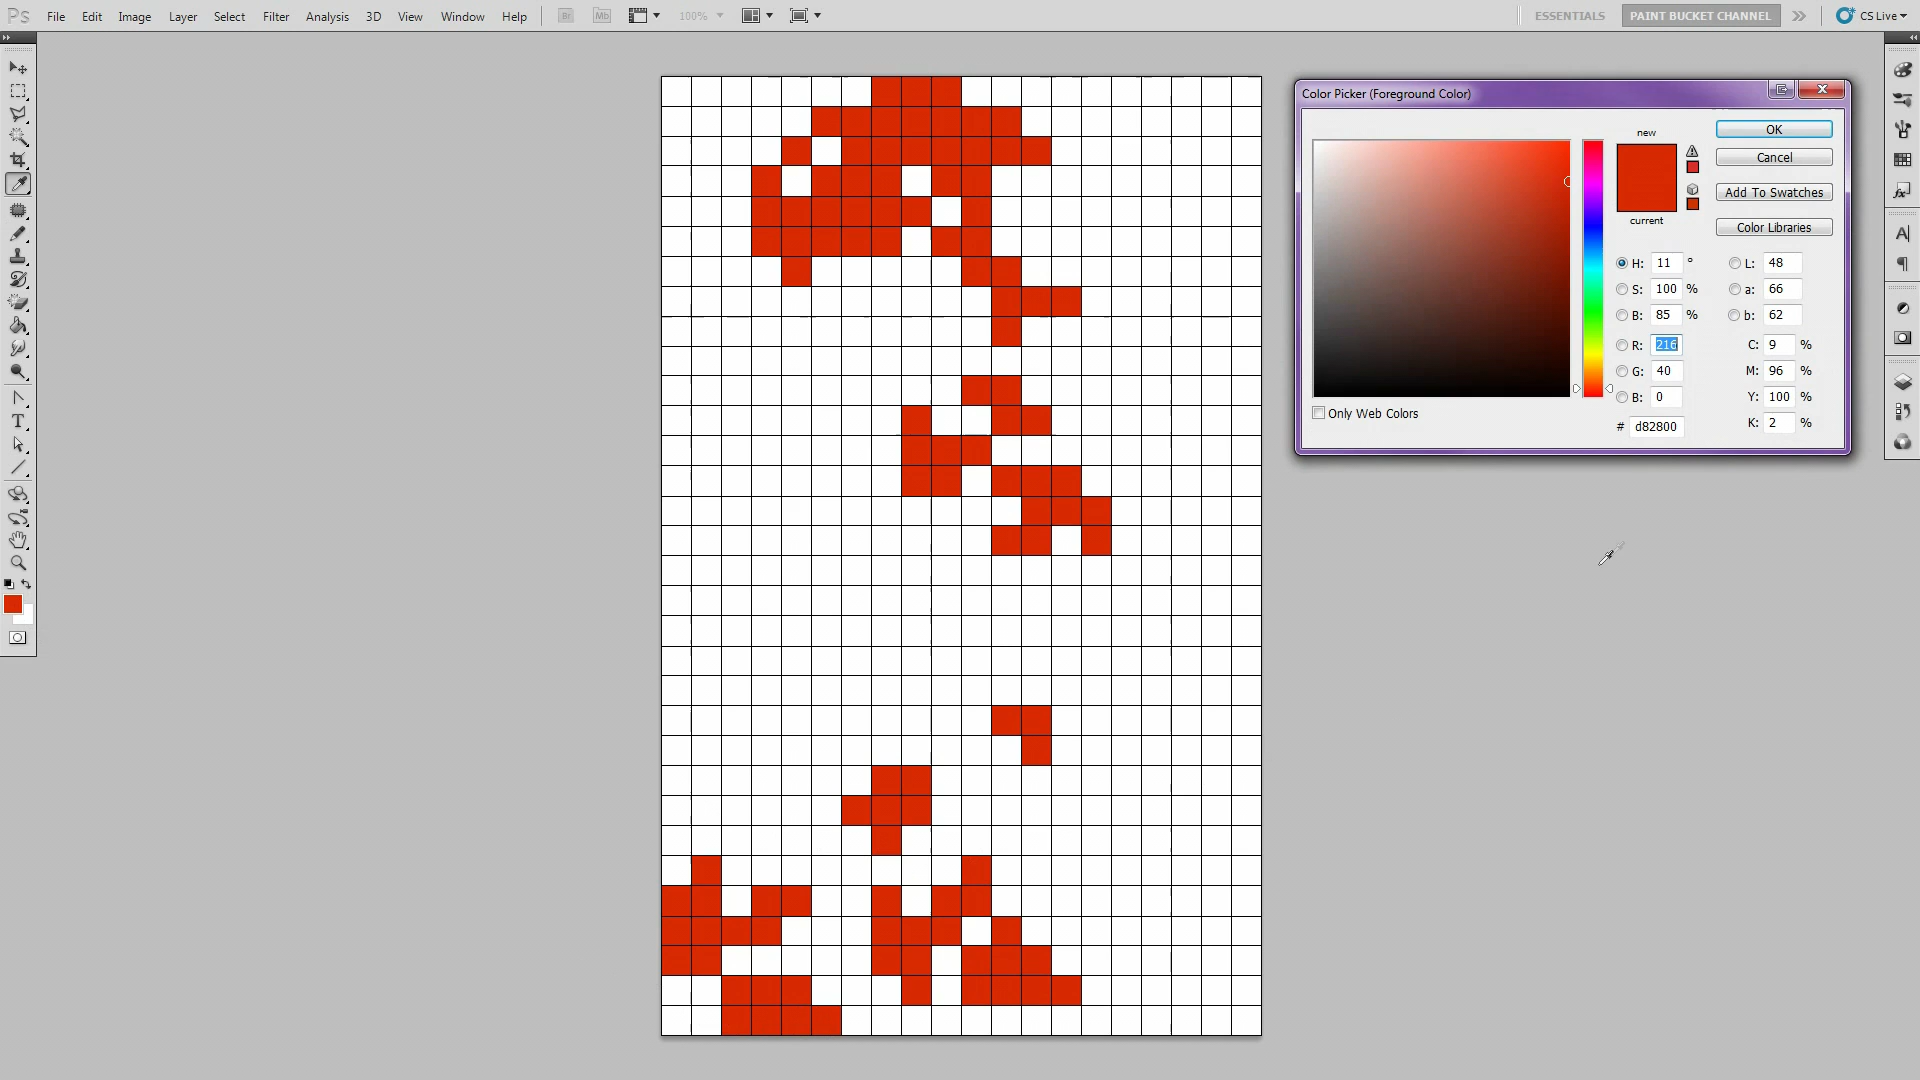 Ps File Edit Image Layer Select Filter Analysis 3D View Window Help Br Mb 100% ESSENTIALS PAINT BUCKET CHANNEL CS Live
Color Picker (Foreground Color)
new
current
OK
Cancel
Add To Swatches
Color Libraries
H: 11 ° L: 48
S: 100 % a: 66
B: 85 % b: 62
R: 216 C: 9 %
G: 40 M: 96 %
B: 0 Y: 100 %
# d82800 K: 2 %
Only Web Colors